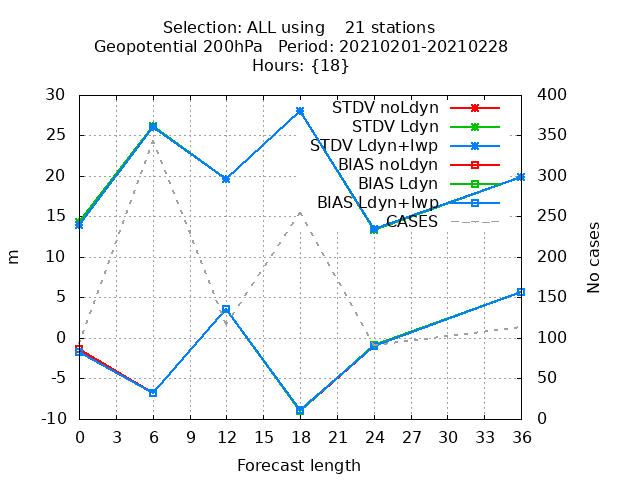 Selection: ALL using    21 stations
Geopotential 200hPa   Period: 20210201-20210228
Hours: {18}
30
25
20
15
10
5
0
-5
-10
m
STDV noLdyn
STDV Ldyn
STDV Ldyn+lwp
BIAS noLdyn
BIAS Ldyn
BIAS Ldyn+lwp
CASES
400
350
300
250
200
150
100
50
0
No cases
0 3 6 9 12 15 18 21 24 27 30 33 36
Forecast length